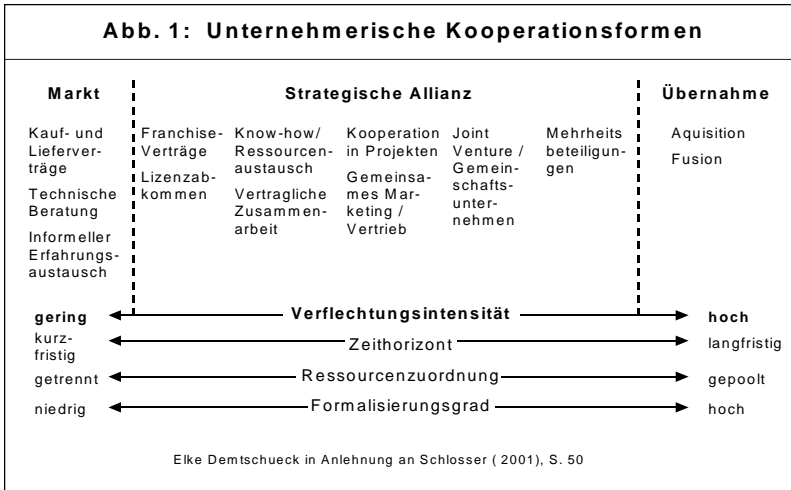 Abb. 1: Unternehmerische Kooperationsformen
Markt
Kauf- und
Lieferver-
träge
Technische
Beratung
Informeller
Erfahrungs-
austausch
Strategische Allianz
Franchise-
Verträge
Lizenzab-
kommen
Know-how/
Ressourcen-
austausch
Vertragliche
Zusammen-
arbeit
Kooperation
in Projekten
Gemeinsa-
mes Mar-
keting /
Vertrieb
Joint
Venture /
Gemein-
schafts-
unter-
nehmen
Mehrheits
beteiligun-
gen
Übernahme
Aquisition
Fusion
gering Verflechtungsintensität hoch
kurz-
fristig Zeithorizont langfristig
getrennt Ressourcenzuordnung gepoolt
niedrig Formalisierungsgrad hoch
Elke Demtschueck in Anlehnung an Schlosser ( 2001), S. 50